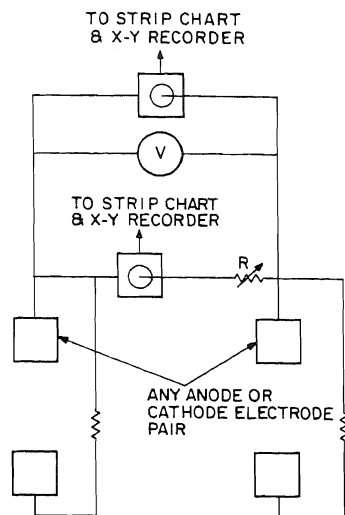 TO STRIP CHART
& X-Y RECORDER
V
TO STRIP CHART
& X-Y RECORDER
R
ANY ANODE OR
CATHODE ELECTRODE
PAIR